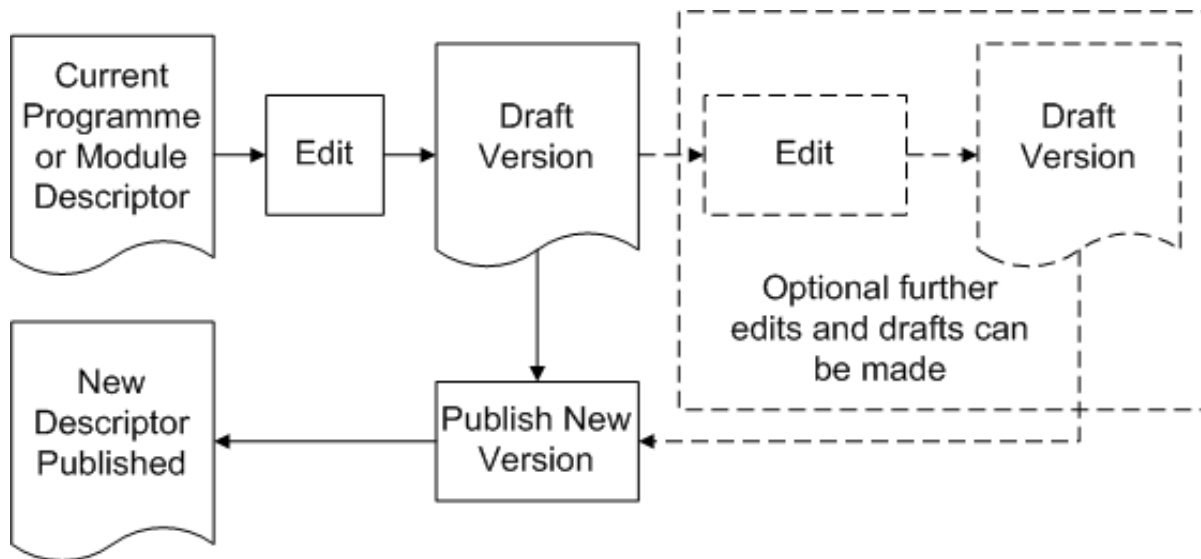 Current
Programme
or Module
Descriptor
Edit
Draft
Version
Edit
Draft
Version
Optional further
edits and drafts can
be made
New
Descriptor
Published
Publish New
Version